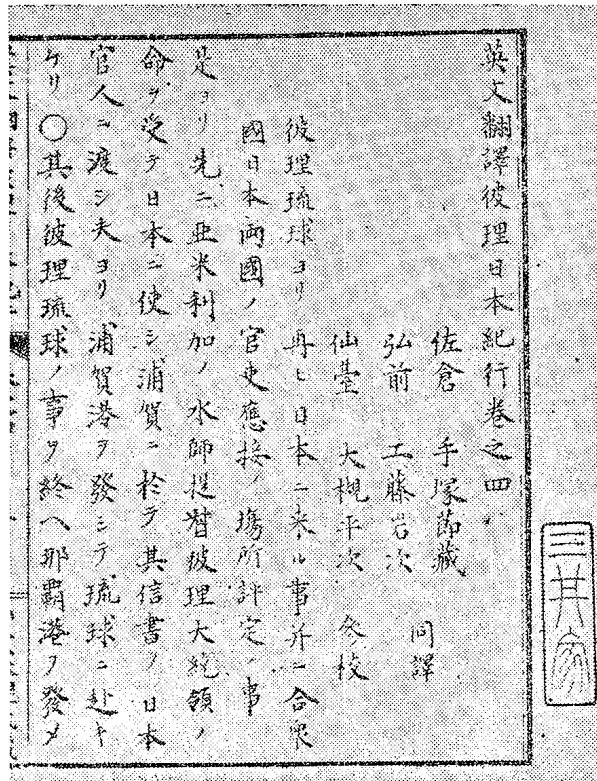 英文翻譯彼理日本紀行巻之四
佐倉 手塚節藏
弘前 工藤岩次 同譯
仙臺 大槻平次 參校
彼理琉球ヨリ再ヒ日本ニ来ル事并ニ合衆
國日本両國ノ官吏應接ノ塲所評定ノ事
是ヨリ先ニ亜米利加ノ水師提督彼理大統領ノ
命ヲ受テ日本ニ使シ浦賀ニ於テ其信書ヲ日本
官人ニ渡シ夫ヨリ浦賀港ヲ發シテ琉球ニ赴キ
ケリ〇其後彼理琉球ノ事ヲ終ヘ那覇港ヲ發メ